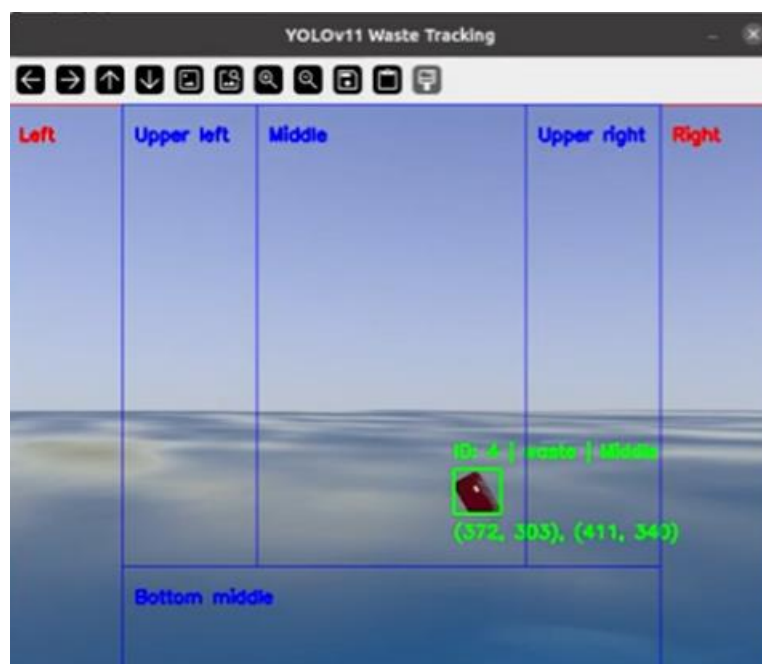 YOLOv11 Waste Tracking
Left Upper left Middle Upper right Right
ID: 4 | waste | Middle
(372, 303), (411, 340)
Bottom middle